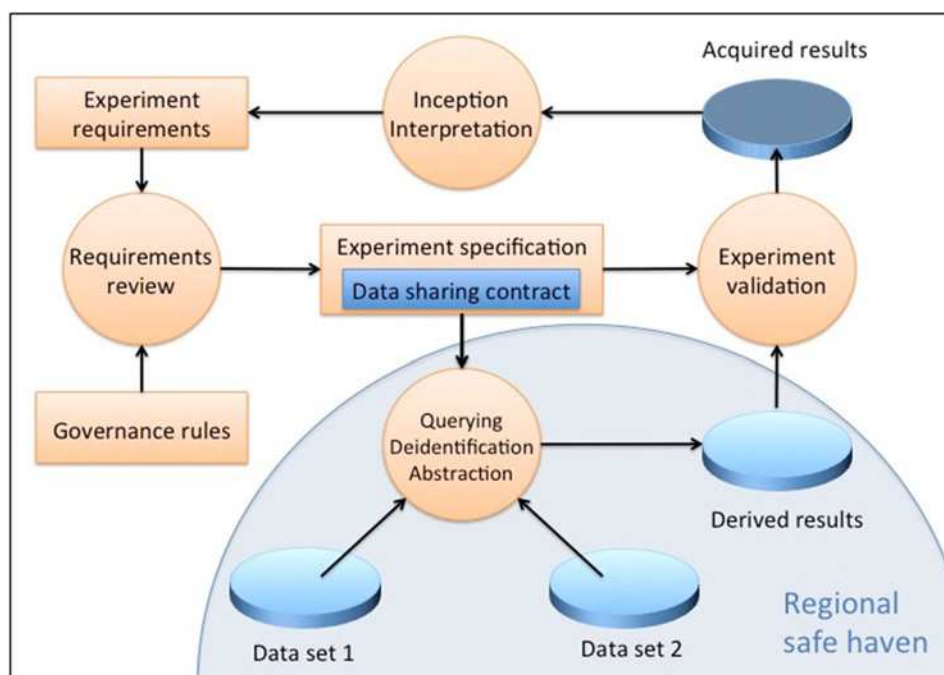 Acquired results
Experiment
requirements
Inception
Interpretation
Requirements
review
Experiment specification
Data sharing contract
Experiment
validation
Governance rules
Querying
Deidentification
Abstraction
Derived results
Data set 1
Data set 2
Regional
safe haven